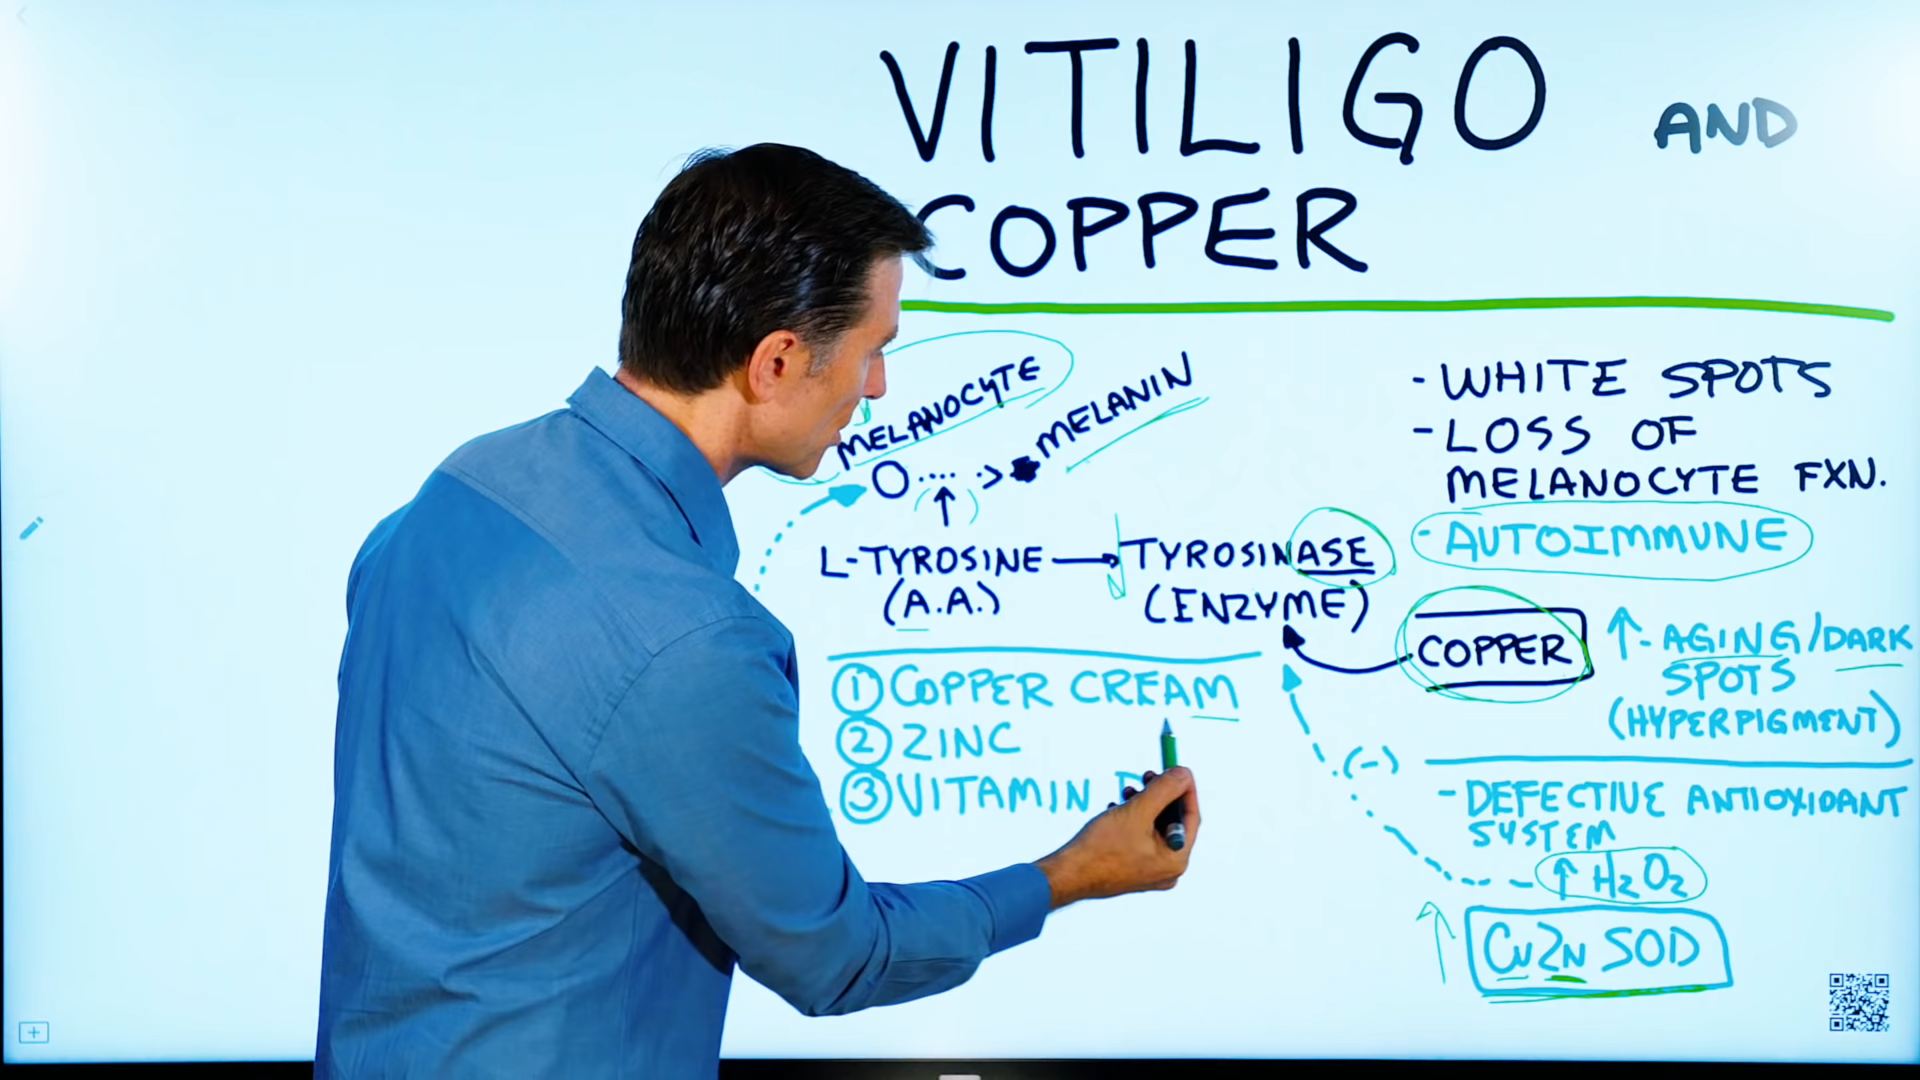 VITILIGO AND
COPPER
MELANOCYTE
MELANIN
L-TYROSINE
(A.A.)
TYROSINASE
(ENZYME)
- WHITE SPOTS
- LOSS OF
MELANOCYTE FXN.
- AUTOIMMUNE
COPPER
↑- AGING/DARK
SPOTS
(HYPERPIGMENT)
① COPPER CREAM
② ZINC
③ VITAMIN
(-)
- DEFECTIVE ANTIOXIDANT
SYSTEM
↑ H₂O₂
CuZn SOD